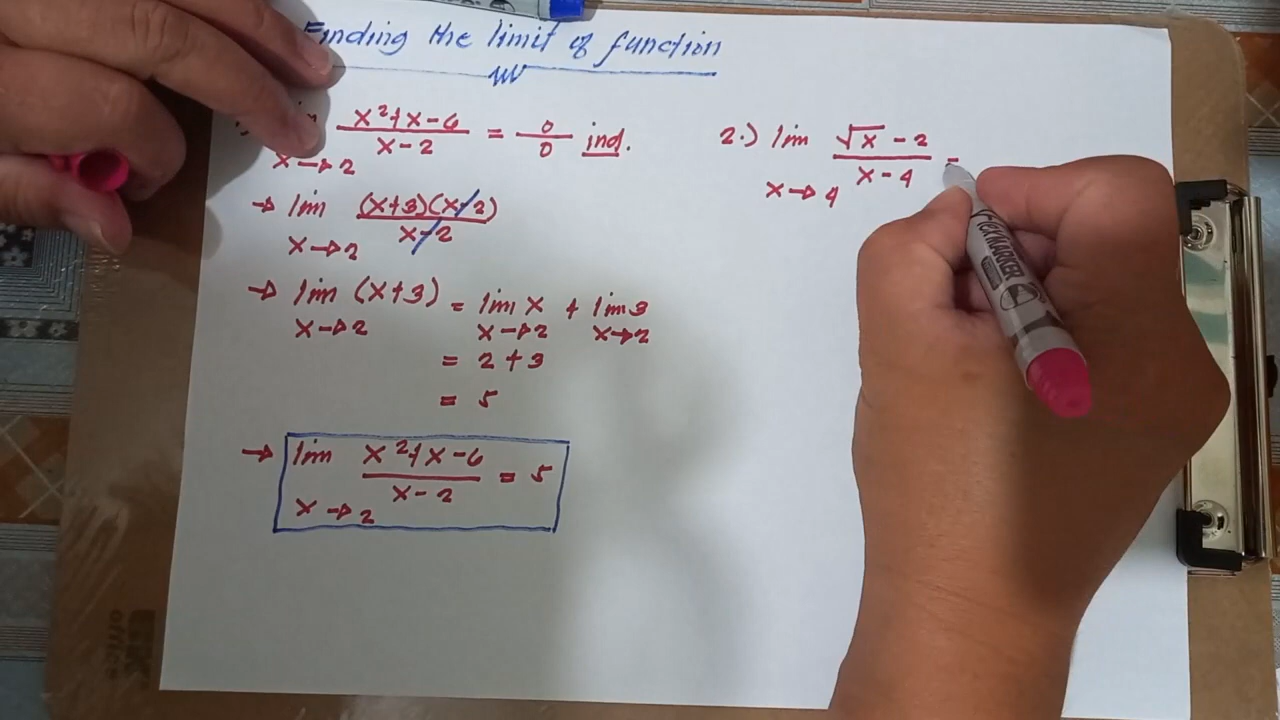 Finding the limit of function
x²+x-6 / x-2 = 0/0 ind.
x→2
→ lim (x+3)(x-2) / x-2
x→2
→ lim (x+3) = lim x + lim 3
x→2 x→2 x→2
= 2+3
= 5
→ lim x²+x-6 / x-2 = 5
x→2
2.) lim √x - 2 / x-4 =
x→4
MARKER
office